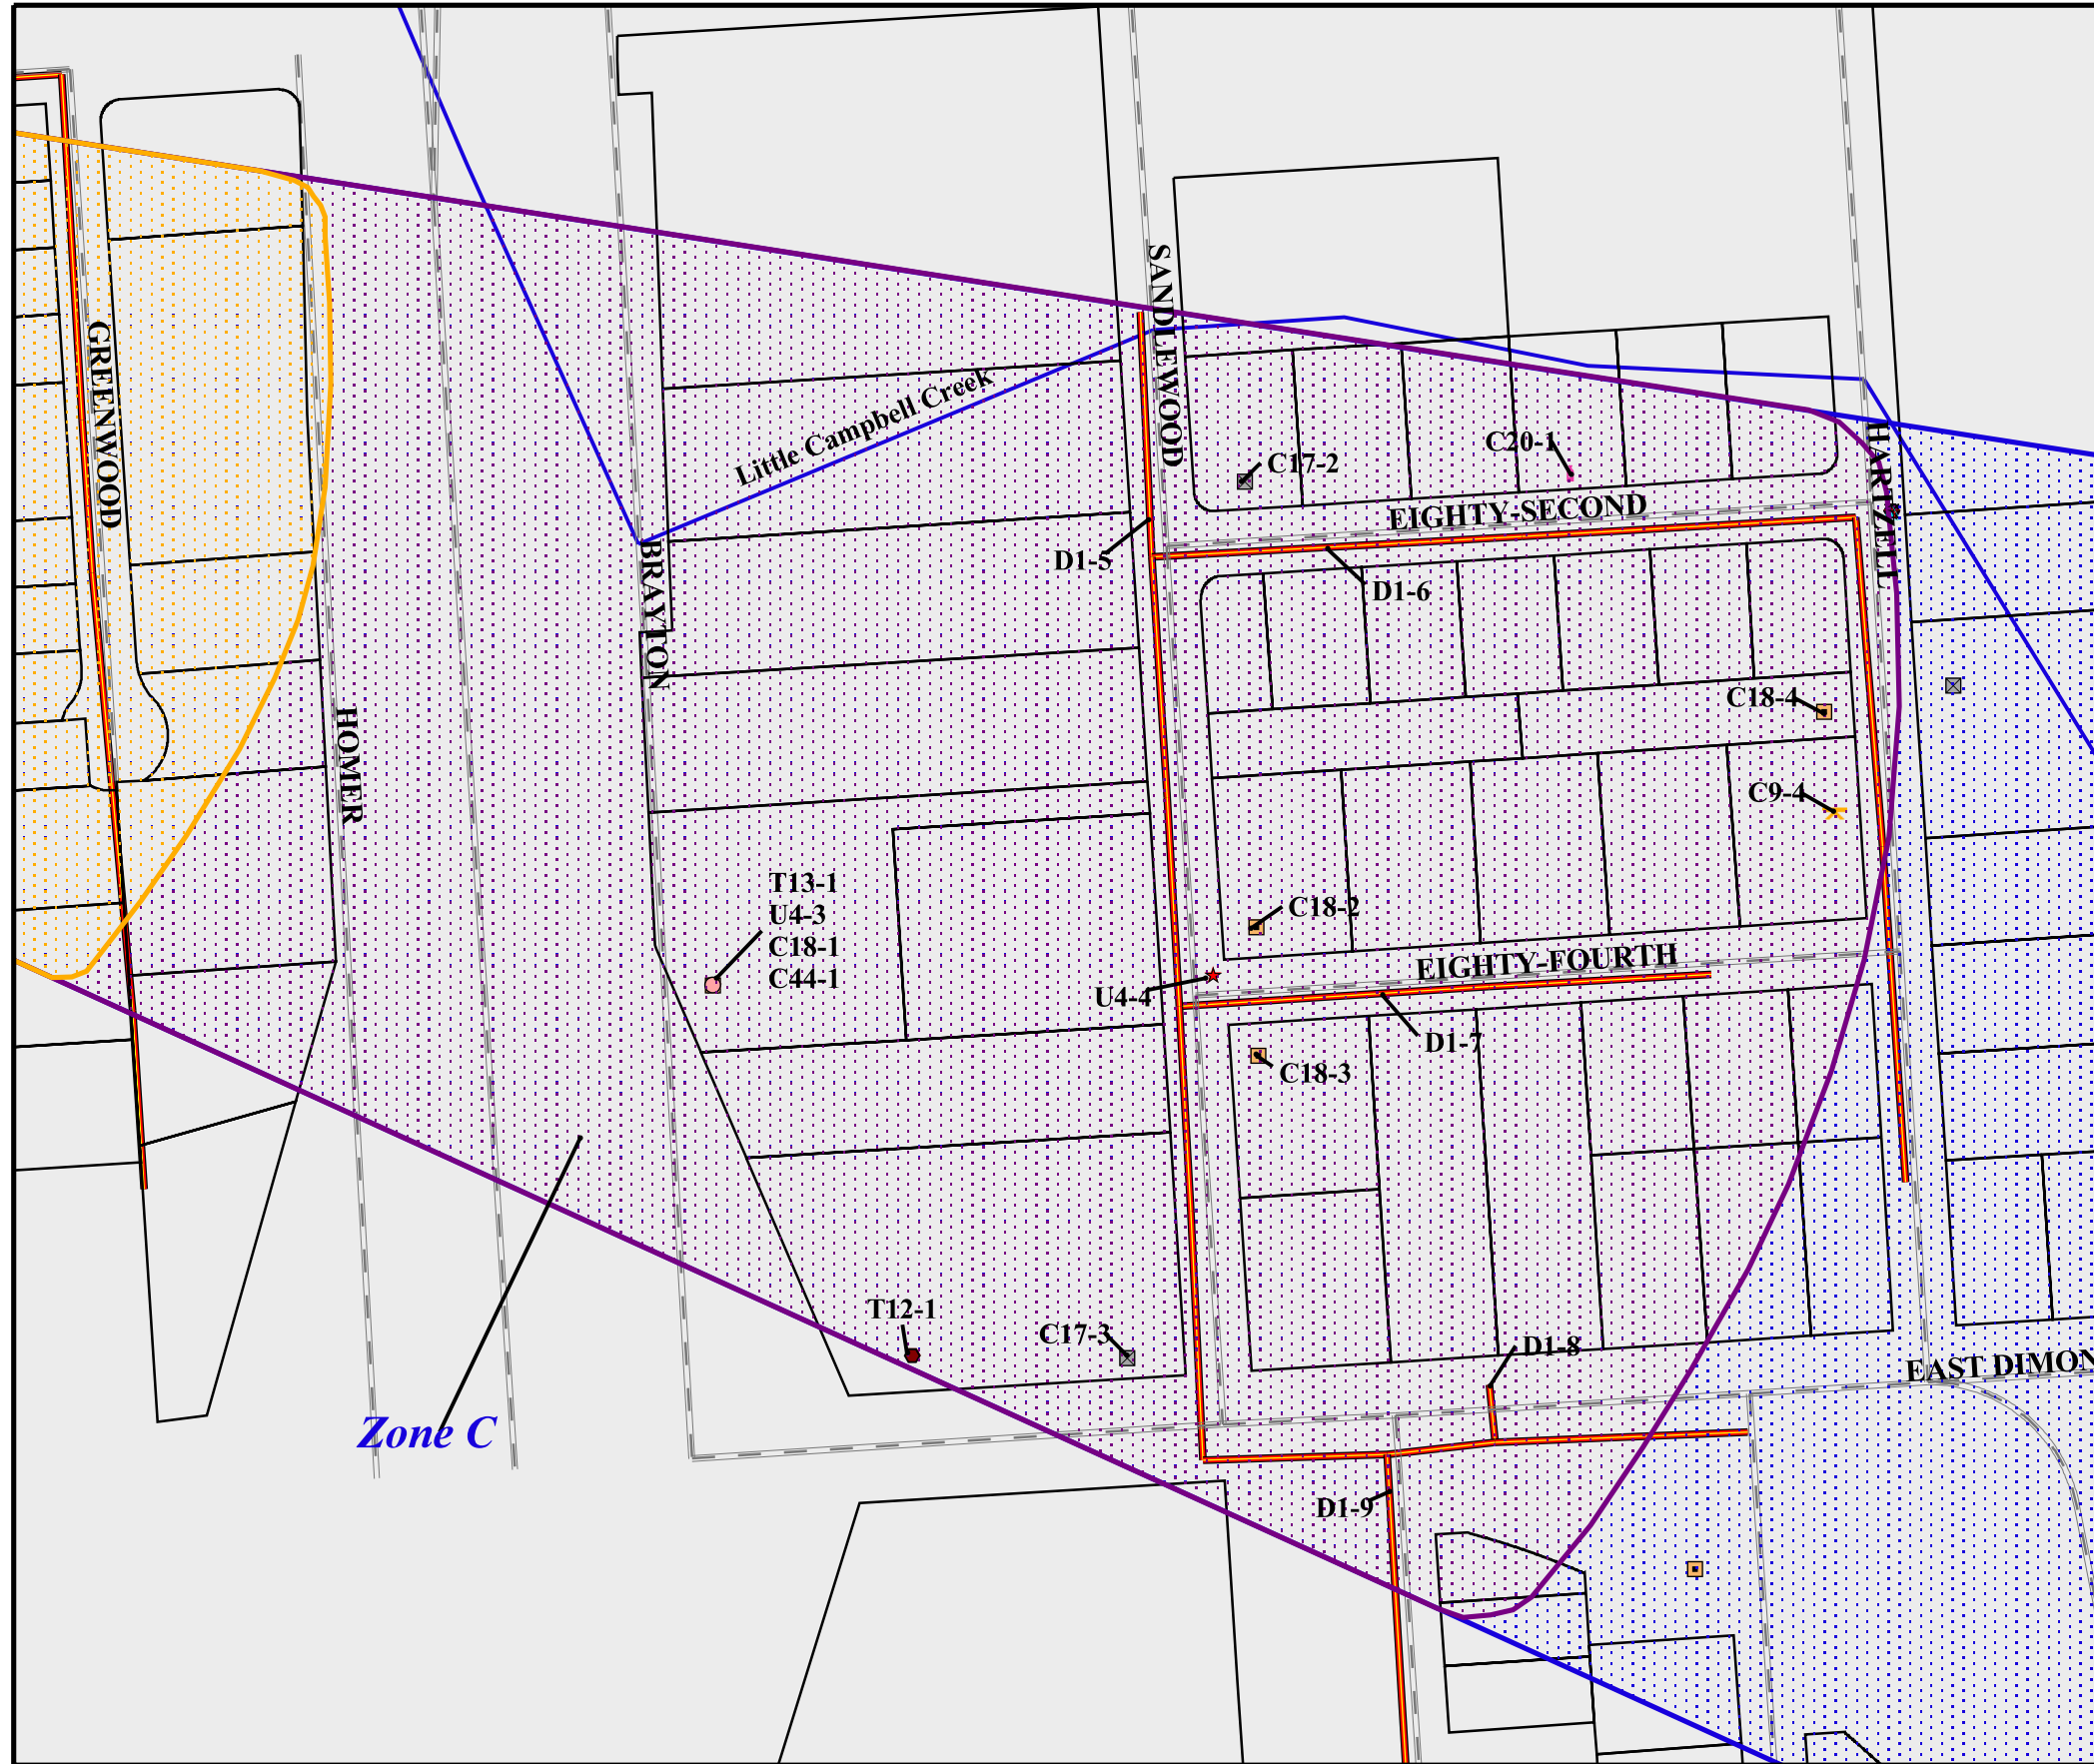 SANDLEWOOD
GREENWOOD
Little Campbell Creek
C17-2
C20-1
HARTZELL
EIGHTY-SECOND
D1-5
D1-6
BRAYTON
HOMER
C18-4
C9-4
T13-1
U4-3
C18-1
C44-1
C18-2
U4-4
EIGHTY-FOURTH
D1-7
C18-3
T12-1
C17-3
D1-8
EAST DIMON
Zone C
D1-9